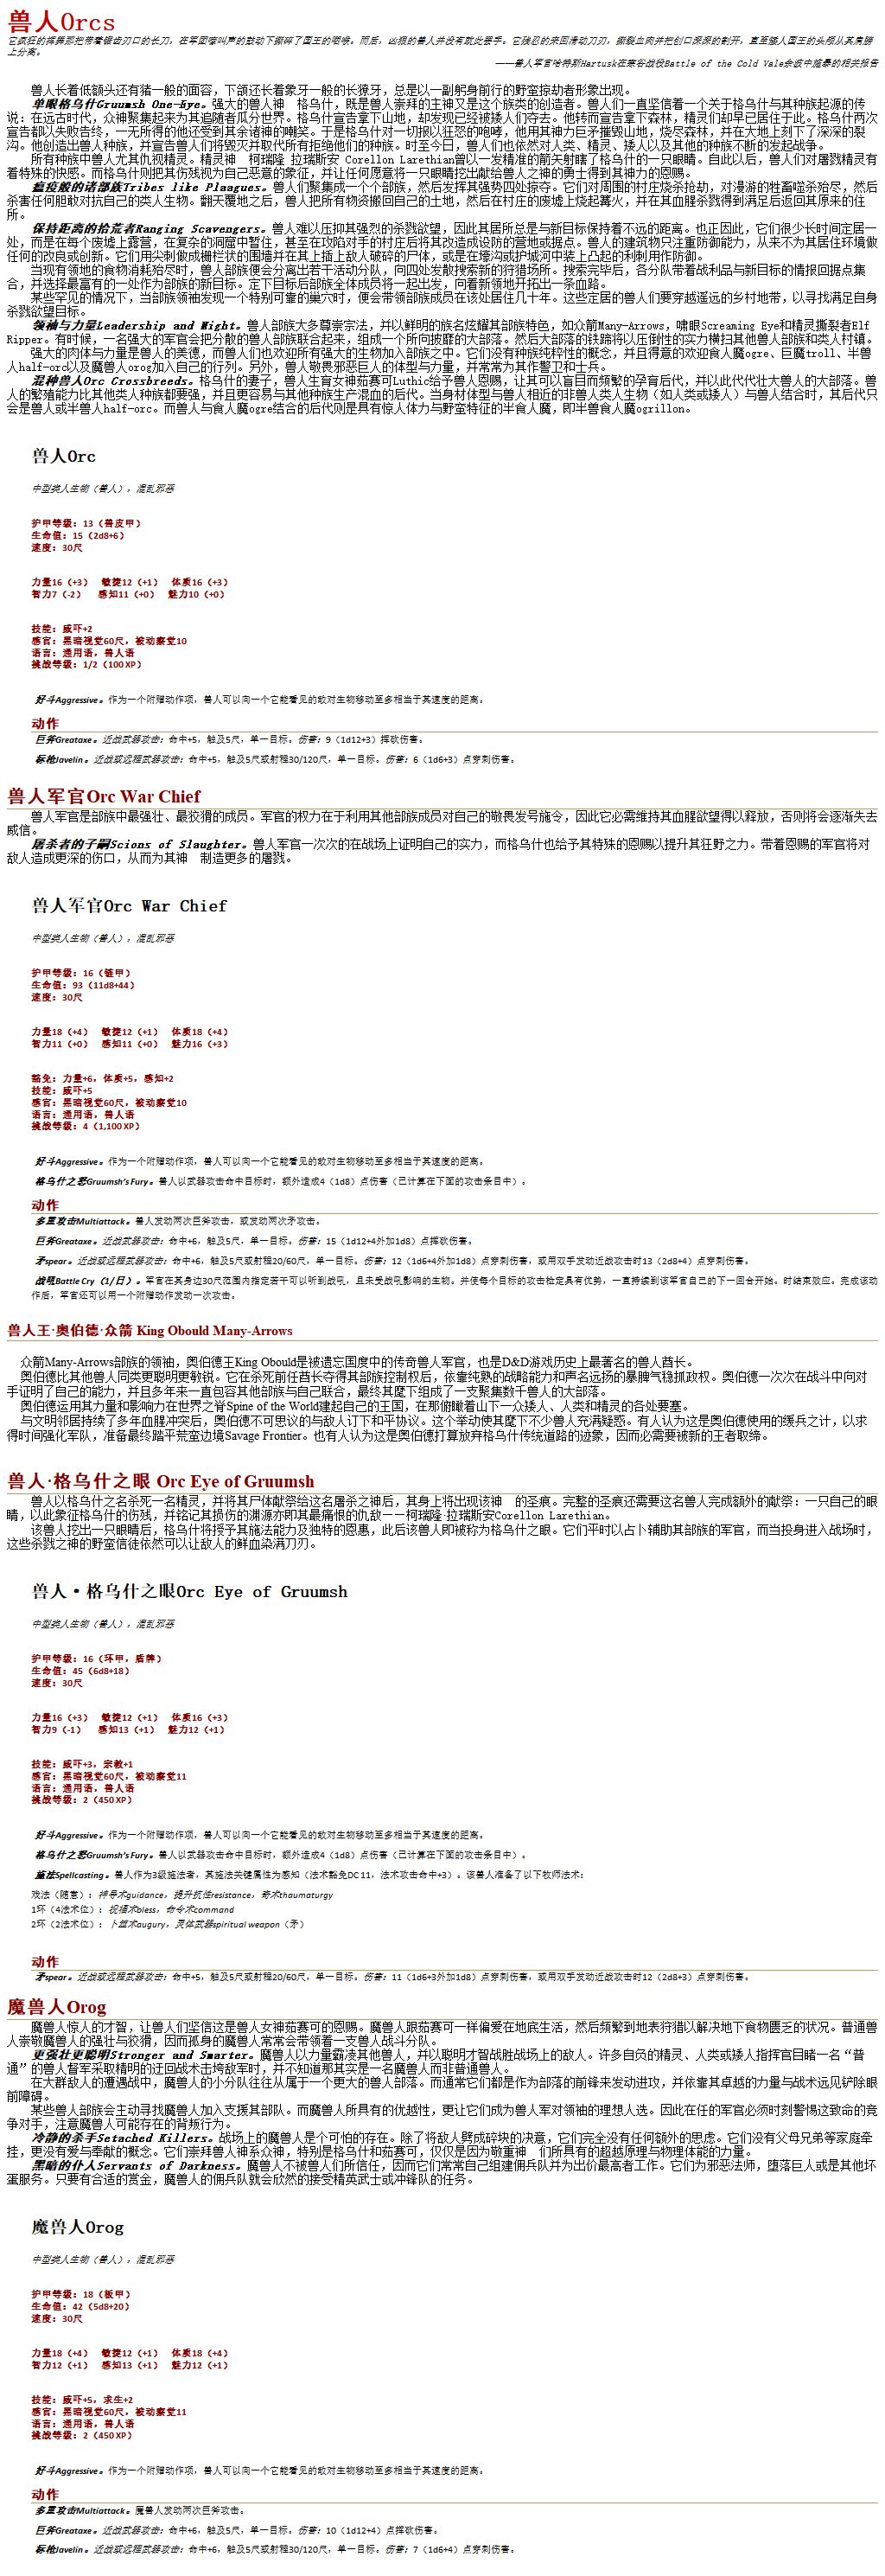 兽人Orcs
它疯狂的挥舞那把带着锯齿刃口的长刀，在军团嚎叫声的鼓动下撕碎了国王的咽喉。而后，凶狠的兽人并没有就此罢手。它残忍的来回滑动刀刃，撕裂血肉并把创口深深的割开，直至矮人国王的头颅从其肩膀
上分离。
——兽人军官哈特斯Hartusk在寒谷战役Battle of the Cold Vale余波中施暴的相关报告
兽人长着低额头还有猪一般的面容，下颌还长着象牙一般的长獠牙，总是以一副躬身前行的野蛮掠劫者形象出现。
单眼格乌什Gruumsh One-Eye。强大的兽人神 格乌什，既是兽人崇拜的主神又是这个族类的创造者。兽人们一直坚信着一个关于格乌什与其种族起源的传
说：在远古时代，众神聚集起来为其追随者瓜分世界。格乌什宣告拿下山地，却发现已经被矮人们夺去。他转而宣告拿下森林，精灵们却早已居住于此。格乌什两次
宣告都以失败告终，一无所得的他还受到其余诸神的嘲笑。于是格乌什对一切报以狂怒的咆哮，他用其神力巨矛摧毁山地，烧尽森林，并在大地上刻下了深深的裂
沟。他创造出兽人种族，并宣告兽人们将毁灭并取代所有拒绝他们的种族。时至今日，兽人们也依然对人类、精灵、矮人以及其他的种族不断的发起战争。
所有种族中兽人尤其仇视精灵。精灵神 柯瑞隆 拉瑞斯安 Corellon Larethian曾以一发精准的箭矢射瞎了格乌什的一只眼睛。自此以后，兽人们对屠戮精灵有
着特殊的快感。而格乌什则把其伤残视为自己恶意的象征，并让任何愿意将一只眼睛挖出献给兽人之神的勇士得到其神力的恩赐。
瘟疫般的诸部族Tribes like Plaagues。兽人们聚集成一个个部族，然后发挥其强势四处掠夺。它们对周围的村庄烧杀抢劫，对漫游的牲畜啮杀殆尽，然后
杀害任何胆敢对抗自己的类人生物。翻天覆地之后，兽人把所有物资搬回自己的土地，然后在村庄的废墟上烧起篝火，并在其血腥杀戮得到满足后返回其原来的住
所。
保持距离的拾荒者Ranging Scavengers。兽人难以压抑其强烈的杀戮欲望，因此其居所总是与新目标保持着不远的距离。也正因此，它们很少长时间定居一
处，而是在每个废墟上露营，在复杂的洞窟中暂住，甚至在攻陷对手的村庄后将其改造成设防的营地或据点。兽人的建筑物只注重防御能力，从来不为其居住环境做
任何的改良或创新。它们用尖刺做成栅栏状的围墙并在其上插上敌人破碎的尸体，或是在壕沟或护城河中装上凸起的利刺用作防御。
当现有领地的食物消耗殆尽时，兽人部族便会分离出若干活动分队，向四处发散搜索新的狩猎场所。搜索完毕后，各分队带着战利品与新目标的情报回据点集
合，并选择最富有的一处作为部族的新目标。定下目标后部族全体成员将一起出发，向着新领地开拓出一条血路。
某些罕见的情况下，当部族领袖发现一个特别可靠的巢穴时，便会带领部族成员在该处居住几十年。这些定居的兽人们要穿越遥远的乡村地带，以寻找满足自身
杀戮欲望目标。
领袖与力量Leadership and Might。兽人部族大多尊崇宗法，并以鲜明的族名炫耀其部族特色，如众箭Many-Arrows，啸眼Screaming Eye和精灵撕裂者Elf
Ripper。有时候，一名强大的军官会把分散的兽人部族联合起来，组成一个所向披靡的大部落。然后大部落的铁蹄将以压倒性的实力横扫其他兽人部族和类人村镇。
强大的肉体与力量是兽人的美德，而兽人们也欢迎所有强大的生物加入部族之中。它们没有种族纯粹性的概念，并且得意的欢迎食人魔ogre、巨魔troll、半兽
人half-orc以及魔兽人orog加入自己的行列。另外，兽人敬畏邪恶巨人的体型与力量，并常常为其作警卫和士兵。
混种兽人Orc Crossbreeds。格乌什的妻子，兽人生育女神茹赛可Luthic给予兽人恩赐，让其可以盲目而频繁的孕育后代，并以此代代壮大兽人的大部落。兽
人的繁殖能力比其他类人种族都要强，并且更容易与其他种族生产混血的后代。当身材体型与兽人相近的非兽人类人生物（如人类或矮人）与兽人结合时，其后代只
会是兽人或半兽人half-orc。而兽人与食人魔ogre结合的后代则是具有惊人体力与野蛮特征的半食人魔，即半兽食人魔ogrillon。
兽人Orc
中型类人生物（兽人），混乱邪恶
护甲等级：13（兽皮甲）
生命值：15（2d8+6）
速度：30尺
力量16（+3） 敏捷12（+1） 体质16（+3）
智力7（-2） 感知11（+0） 魅力10（+0）
技能：威吓+2
感官：黑暗视觉60尺，被动察觉10
语言：通用语，兽人语
挑战等级：1/2（100 XP）
好斗Aggressive。作为一个附赠动作项，兽人可以向一个它能看见的敌对生物移动至多相当于其速度的距离。
动作
巨斧Greataxe。近战武器攻击：命中+5，触及5尺，单一目标。伤害：9（1d12+3）挥砍伤害。
标枪Javelin。近战或远程武器攻击：命中+5，触及5尺或射程30/120尺，单一目标。伤害：6（1d6+3）点穿刺伤害。
兽人军官Orc War Chief
兽人军官是部族中最强壮、最狡猾的成员。军官的权力在于利用其他部族成员对自己的敬畏发号施令，因此它必需维持其血腥欲望得以释放，否则将会逐渐失去
威信。
屠杀者的子嗣Scions of Slaughter。兽人军官一次次的在战场上证明自己的实力，而格乌什也给予其特殊的恩赐以提升其狂野之力。带着恩赐的军官将对
敌人造成更深的伤口，从而为其神 制造更多的屠戮。
兽人军官Orc War Chief
中型类人生物（兽人），混乱邪恶
护甲等级：16（链甲）
生命值：93（11d8+44）
速度：30尺
力量18（+4） 敏捷12（+1） 体质18（+4）
智力11（+0） 感知11（+0） 魅力16（+3）
豁免：力量+6，体质+5，感知+2
技能：威吓+5
感官：黑暗视觉60尺，被动察觉10
语言：通用语，兽人语
挑战等级：4（1,100 XP）
好斗Aggressive。作为一个附赠动作项，兽人可以向一个它能看见的敌对生物移动至多相当于其速度的距离。
格乌什之怒Gruumsh's Fury。兽人以武器攻击命中目标时，额外造成4（1d8）点伤害（已计算在下面的攻击条目中）。
动作
多重攻击Multiattack。兽人发动两次巨斧攻击，或发动两次矛攻击。
巨斧Greataxe。近战武器攻击：命中+6，触及5尺，单一目标。伤害：15（1d12+4外加1d8）点挥砍伤害。
矛spear。近战或远程武器攻击：命中+6，触及5尺或射程20/60尺，单一目标。伤害：12（1d6+4外加1d8）点穿刺伤害，或用双手发动近战攻击时13（2d8+4）点穿刺伤害。
战吼Battle Cry（1/日）。军官在其身边30尺范围内指定若干可以听到战吼，且未受战吼影响的生物。并使每个目标的攻击检定具有优势，一直持续到该军官自己的下一回合开始。时结束效应。完成该动
作后，军官还可以用一个附赠动作发动一次攻击。
兽人王·奥伯德·众箭 King Obould Many-Arrows
众箭Many-Arrows部族的领袖，奥伯德王King Obould是被遗忘国度中的传奇兽人军官，也是D&D游戏历史上最著名的兽人酋长。
奥伯德比其他兽人同类更聪明更敏锐。它在杀死前任酋长夺得其部族控制权后，依靠纯熟的战略能力和声名远扬的暴脾气稳抓政权。奥伯德一次次在战斗中向对
手证明了自己的能力，并且多年来一直包容其他部族与自己联合，最终其麾下组成了一支聚集数千兽人的大部落。
奥伯德运用其力量和影响力在世界之脊Spine of the World建起自己的王国，在那俯瞰着山下一众矮人、人类和精灵的各处要塞。
与文明邻居持续了多年血腥冲突后，奥伯德不可思议的与敌人订下和平协议。这个举动使其麾下不少兽人充满疑惑。有人认为这是奥伯德使用的缓兵之计，以求
得时间强化军队，准备最终踏平荒蛮边境Savage Frontier。也有人认为这是奥伯德打算放弃格乌什传统道路的迹象，因而必需要被新的王者取缔。
兽人·格乌什之眼 Orc Eye of Gruumsh
兽人以格乌什之名杀死一名精灵，并将其尸体献祭给这名屠杀之神后，其身上将出现该神 的圣痕。完整的圣痕还需要这名兽人完成额外的献祭：一只自己的眼
睛，以此象征格乌什的伤残，并铭记其损伤的渊源亦即其最痛恨的仇敌——柯瑞隆·拉瑞斯安Corellon Larethian。
该兽人挖出一只眼睛后，格乌什将授予其施法能力及独特的恩惠，此后该兽人即被称为格乌什之眼。它们平时以占卜辅助其部族的军官，而当投身进入战场时，
这些杀戮之神的野蛮信徒依然可以让敌人的鲜血染满刀刃。
兽人·格乌什之眼Orc Eye of Gruumsh
中型类人生物（兽人），混乱邪恶
护甲等级：16（环甲，盾牌）
生命值：45（6d8+18）
速度：30尺
力量16（+3） 敏捷12（+1） 体质16（+3）
智力9（-1） 感知13（+1） 魅力12（+1）
技能：威吓+3，宗教+1
感官：黑暗视觉60尺，被动察觉11
语言：通用语，兽人语
挑战等级：2（450 XP）
好斗Aggressive。作为一个附赠动作项，兽人可以向一个它能看见的敌对生物移动至多相当于其速度的距离。
格乌什之怒Gruumsh's Fury。兽人以武器攻击命中目标时，额外造成4（1d8）点伤害（已计算在下面的攻击条目中）。
施法Spellcasting。兽人作为3级施法者，其施法关键属性为感知（法术豁免DC 11，法术攻击命中+3）。该兽人准备了以下牧师法术：
戏法（随意）：神导术guidance，提升抗性resistance，奇术thaumaturgy
1环（4法术位）：祝福术bless，命令术command
2环（2法术位）：卜筮术augury，灵体武器spiritual weapon（矛）
动作
矛spear。近战或远程武器攻击：命中+5，触及5尺或射程20/60尺，单一目标。伤害：11（1d6+3外加1d8）点穿刺伤害，或用双手发动近战攻击时12（2d8+3）点穿刺伤害。
魔兽人Orog
魔兽人惊人的才智，让兽人们坚信这是兽人女神茹赛可的恩赐。魔兽人跟茹赛可一样偏爱在地底生活，然后频繁到地表狩猎以解决地下食物匮乏的状况。普通兽
人崇敬魔兽人的强壮与狡猾，因而孤身的魔兽人常常会带领着一支兽人战斗分队。
更强壮更聪明Stronger and Smarter。魔兽人以力量霸凑其他兽人，并以聪明才智战胜战场上的敌人。许多自负的精灵、人类或矮人指挥官目睹一名“普
通”的兽人督军采取精明的迂回战术击垮敌军时，并不知道那其实是一名魔兽人而非普通兽人。
在大群敌人的遭遇战中，魔兽人的小分队往往从属于一个更大的兽人部落。而通常它们都是作为部落的前锋来发动进攻，并依靠其卓越的力量与战术远见铲除眼
前障碍。
某些兽人部族会主动寻找魔兽人加入支援其部队。而魔兽人所具有的优越性，更让它们成为兽人军对领袖的理想人选。因此在任的军官必须时刻警惕这致命的竞
争对手，注意魔兽人可能存在的背叛行为。
冷静的杀手Setached Killers。战场上的魔兽人是个可怕的存在。除了将敌人劈成碎块的决意，它们完全没有任何额外的思虑。它们没有父母兄弟等家庭牵
挂，更没有爱与奉献的概念。它们崇拜兽人神系众神，特别是格乌什和茹赛可，仅仅是因为敬重神 们所具有的超越原理与物理体能的力量。
黑暗的仆人Servants of Darkness。魔兽人不被兽人们所信任，因而它们常常自己组建佣兵队并为出价最高者工作。它们为邪恶法师，堕落巨人或是其他坏
蛋服务。只要有合适的赏金，魔兽人的佣兵队就会欣然的接受精英武士或冲锋队的任务。
魔兽人Orog
中型类人生物（兽人），混乱邪恶
护甲等级：18（板甲）
生命值：42（5d8+20）
速度：30尺
力量18（+4） 敏捷12（+1） 体质18（+4）
智力12（+1） 感知13（+1） 魅力12（+1）
技能：威吓+5，求生+2
感官：黑暗视觉60尺，被动察觉11
语言：通用语，兽人语
挑战等级：2（450 XP）
好斗Aggressive。作为一个附赠动作项，兽人可以向一个它能看见的敌对生物移动至多相当于其速度的距离。
动作
多重攻击Multiattack。魔兽人发动两次巨斧攻击。
巨斧Greataxe。近战武器攻击：命中+6，触及5尺，单一目标。伤害：10（1d12+4）点挥砍伤害。
标枪Javelin。近战或远程武器攻击：命中+6，触及5尺或射程30/120尺，单一目标。伤害：7（1d6+4）点穿刺伤害。